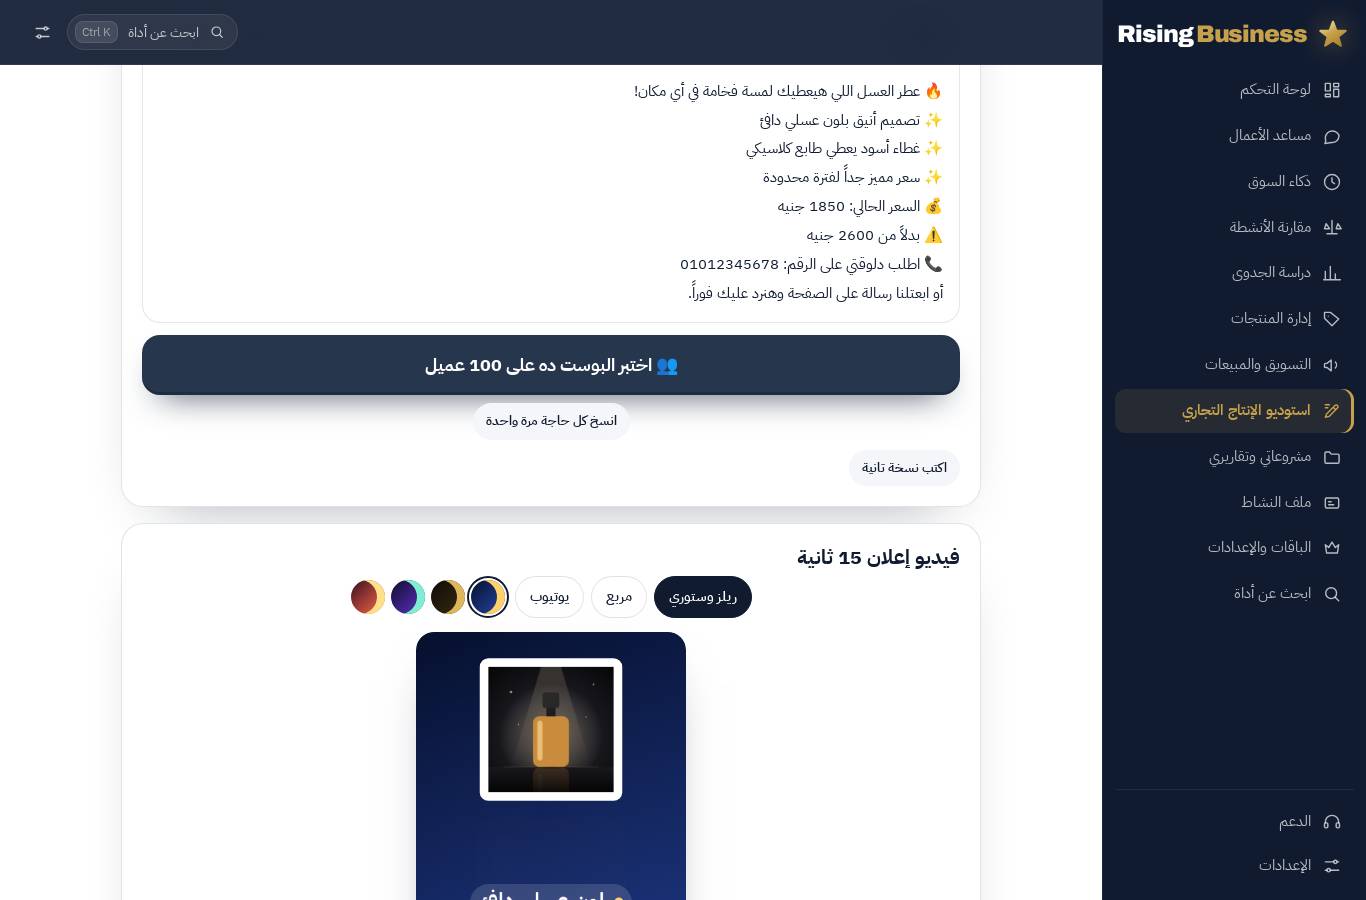 Rising Business
لوحة التحكم
مساعد الأعمال
ذكاء السوق
مقارنة الأنشطة
دراسة الجدوى
إدارة المنتجات
التسويق والمبيعات
استوديو الإنتاج التجاري
مشروعاتي وتقاريري
ملف النشاط
الباقات والإعدادات
ابحث عن أداة
الدعم
الإعدادات
ابحث عن أداة Ctrl K
🔥 عطر العسل اللي هيعطيك لمسة فخامة في أي مكان!
✨ تصميم أنيق بلون عسلي دافئ
✨ غطاء أسود يعطي طابع كلاسيكي
✨ سعر مميز جداً لفترة محدودة
💰 السعر الحالي: 1850 جنيه
⚠️ بدلاً من 2600 جنيه
📞 اطلب دلوقتي على الرقم: 01012345678
أو ابعتلنا رسالة على الصفحة وهنرد عليك فوراً.
👥 اختبر البوست ده على 100 عميل
انسخ كل حاجة مرة واحدة
اكتب نسخة تانية
فيديو إعلان 15 ثانية
ريلز وستوري
مربع
يوتيوب